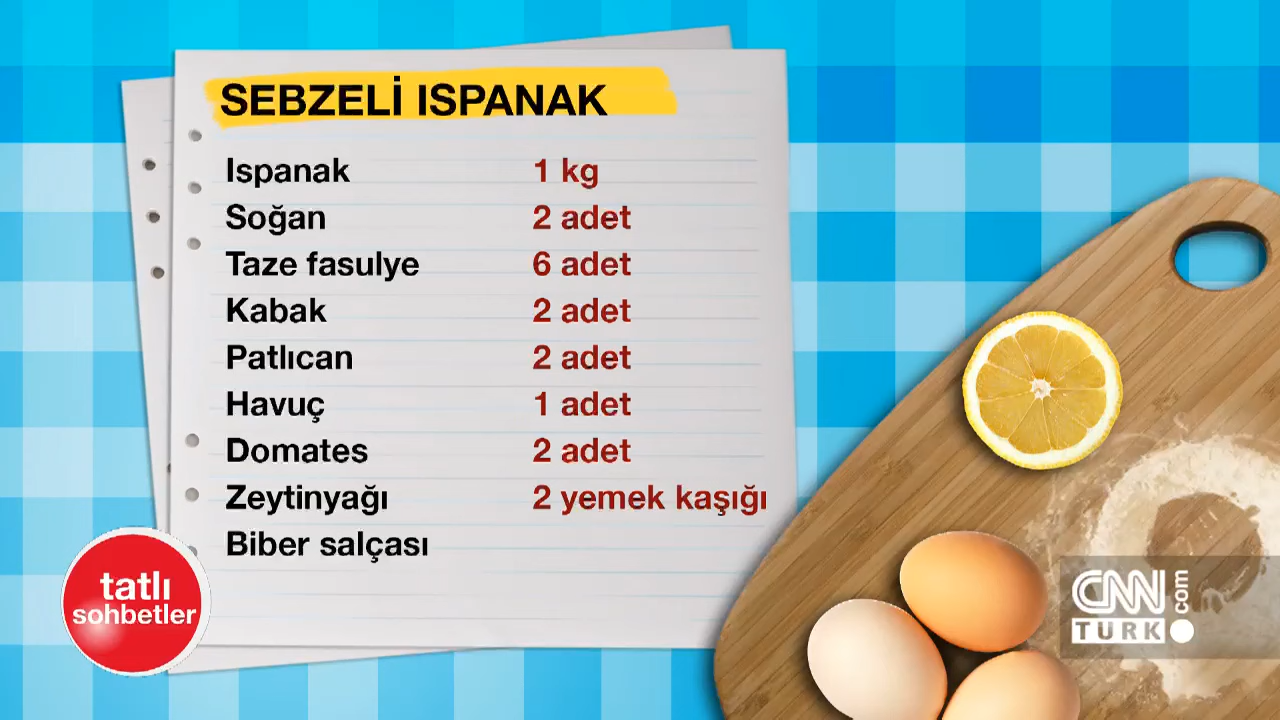 SEBZELİ ISPANAK
Ispanak 1 kg
Soğan 2 adet
Taze fasulye 6 adet
Kabak 2 adet
Patlıcan 2 adet
Havuç 1 adet
Domates 2 adet
Zeytinyağı 2 yemek kaşığı
Biber salçası
tatlı
sohbetler
CNN
TURK
.com